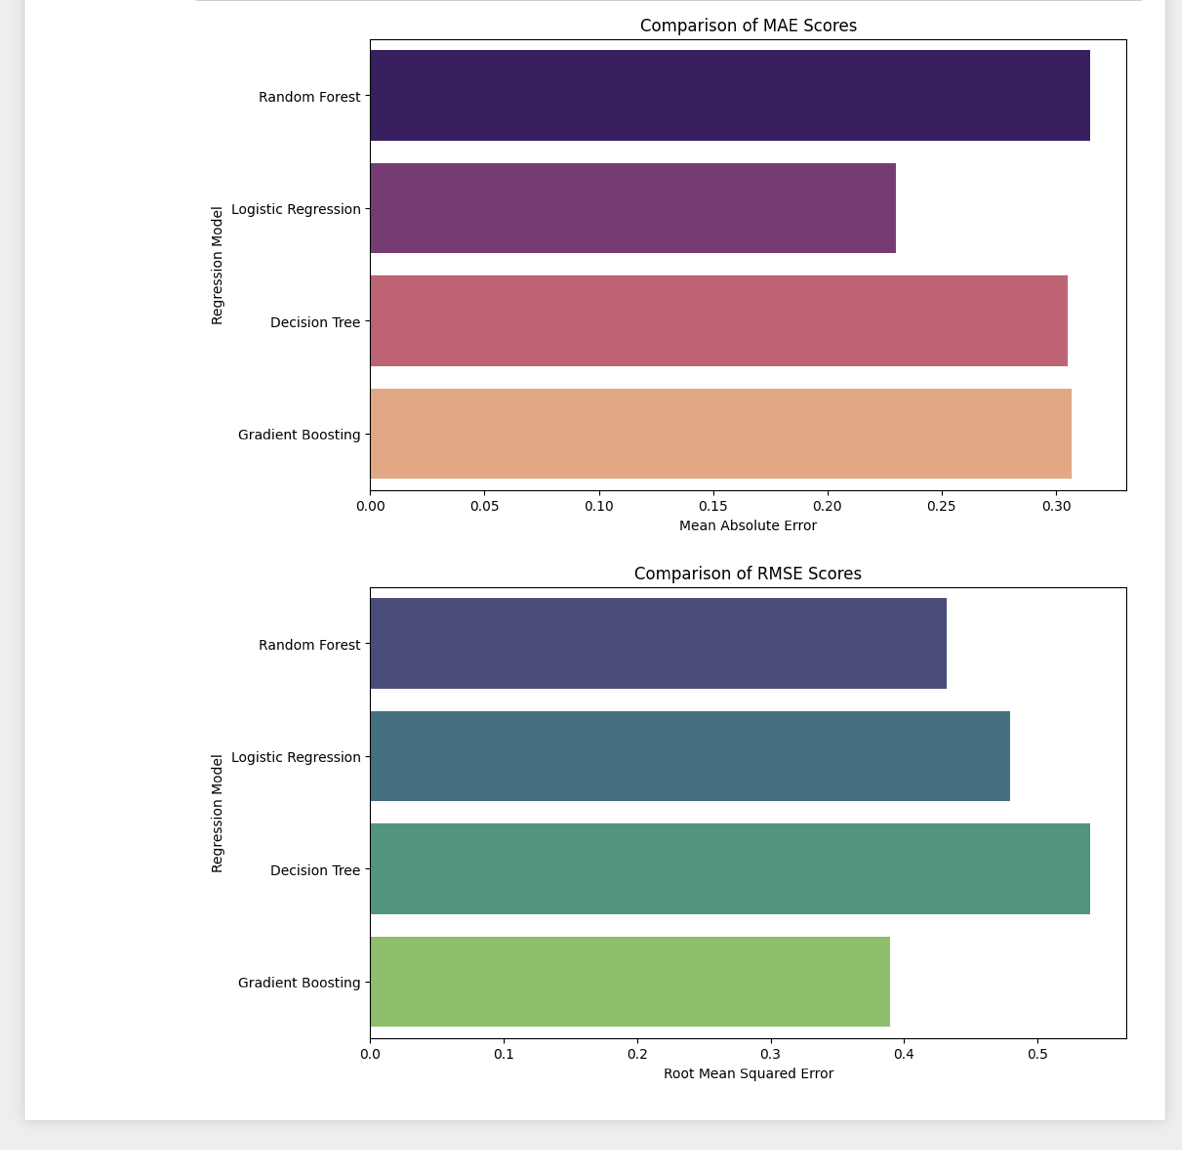 Comparison of MAE Scores
Regression Model
Random Forest
Logistic Regression
Decision Tree
Gradient Boosting
0.00 0.05 0.10 0.15 0.20 0.25 0.30
Mean Absolute Error
Comparison of RMSE Scores
Regression Model
Random Forest
Logistic Regression
Decision Tree
Gradient Boosting
0.0 0.1 0.2 0.3 0.4 0.5
Root Mean Squared Error